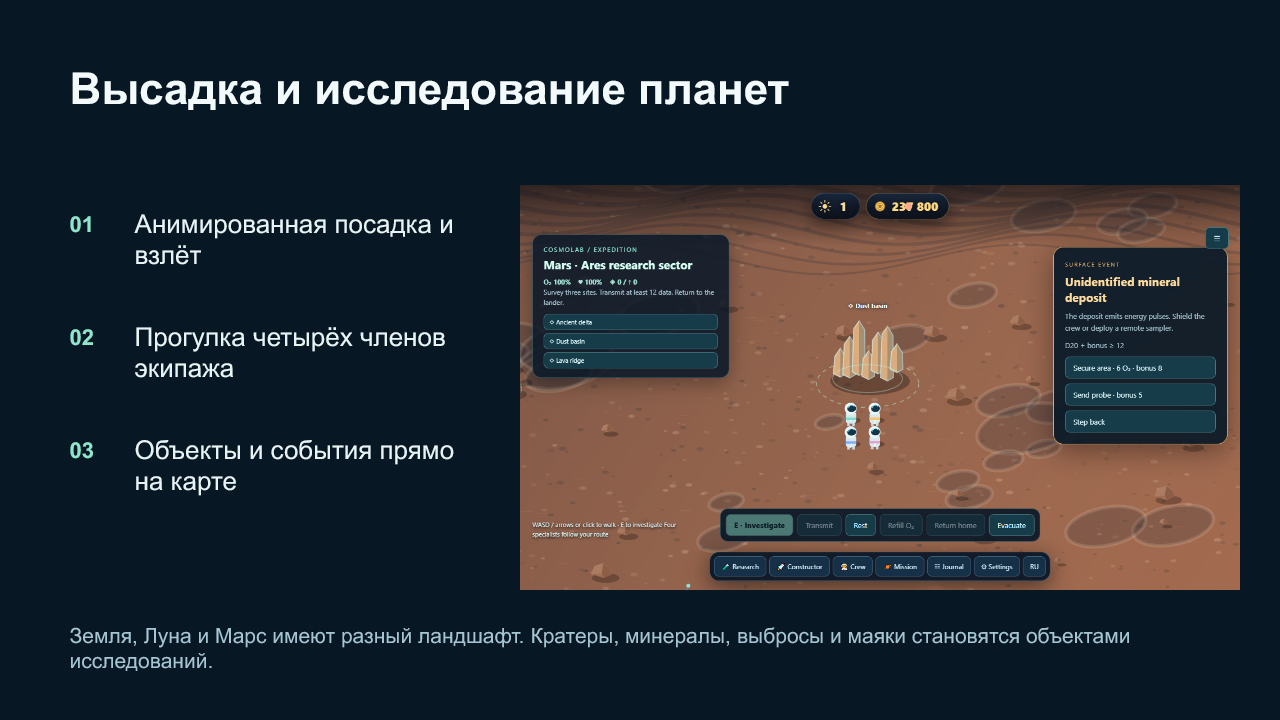 Высадка и исследование планет
01
Анимированная посадка и
взлёт
02
Прогулка четырёх членов
экипажа
03
Объекты и события прямо
на карте
1
800
COSMOLAB / EXPEDITION
Mars · Ares research sector
O₂ 100% ♥ 100% ◈ 0 / ↑ 0
Survey three sites. Transmit at least 12 data. Return to the
lander.
◇ Ancient delta
◇ Dust basin
◇ Lava ridge
◇ Dust basin
≡
SURFACE EVENT
Unidentified mineral
deposit
The deposit emits energy pulses. Shield the
crew or deploy a remote sampler.
D20 + bonus ≥ 12
Secure area · 6 O₂ · bonus 8
Send probe · bonus 5
Step back
WASD / arrows or click to walk · E to investigate Four
specialists follow your route
E · Investigate
Transmit
Rest
Refill O₂
Return home
Evacuate
Research
Constructor
Crew
Mission
Journal
Settings
RU
Земля, Луна и Марс имеют разный ландшафт. Кратеры, минералы, выбросы и маяки становятся объектами
исследований.